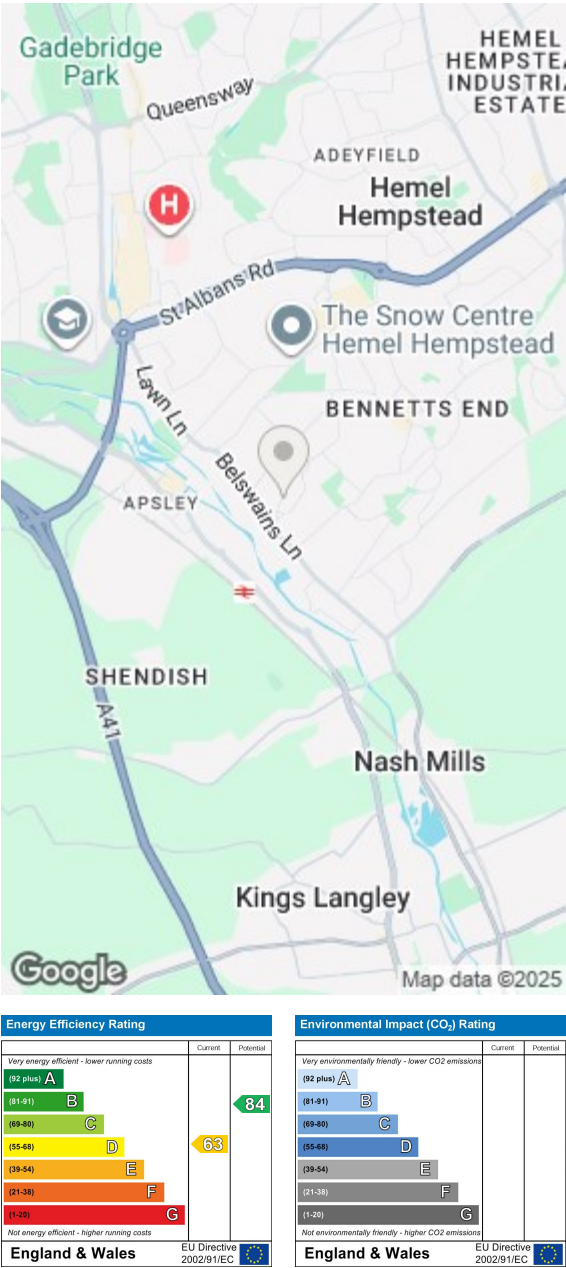 Gadebridge
Park
HEMEL
HEMPSTEA
INDUSTRIA
ESTATE
Queensway
ADEYFIELD
H
Hemel
Hempstead
St Albans Rd
The Snow Centre
Hemel Hempstead
Lawn Ln
BENNETTS END
Belswains Ln
APSLEY
SHENDISH
A41
Nash Mills
Kings Langley
Google
Map data ©2025
Energy Efficiency Rating
Current Potential
Very energy efficient - lower running costs
(92 plus) A
(81-91) B
84
(69-80) C
(55-68) D
63
(39-54) E
(21-38) F
(1-20) G
Not energy efficient - higher running costs
England & Wales
EU Directive
2002/91/EC
Environmental Impact (CO2) Rating
Current Potential
Very environmentally friendly - lower CO2 emissions
(92 plus) A
(81-91) B
(69-80) C
(55-68) D
(39-54) E
(21-38) F
(1-20) G
Not environmentally friendly - higher CO2 emissions
England & Wales
EU Directive
2002/91/EC